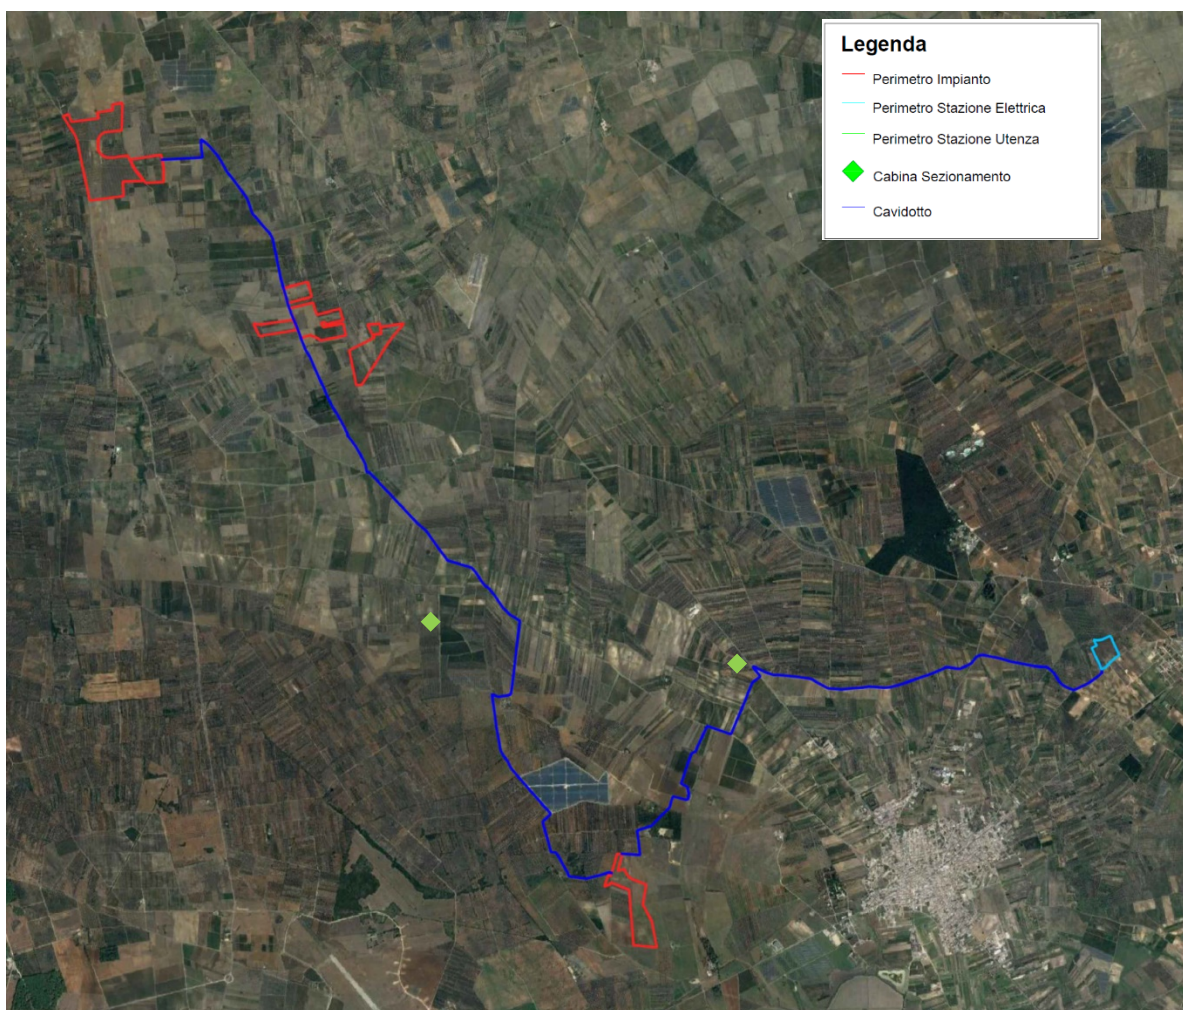 Legenda
Perimetro Impianto
Perimetro Stazione Elettrica
Perimetro Stazione Utenza
Cabina Sezionamento
Cavidotto